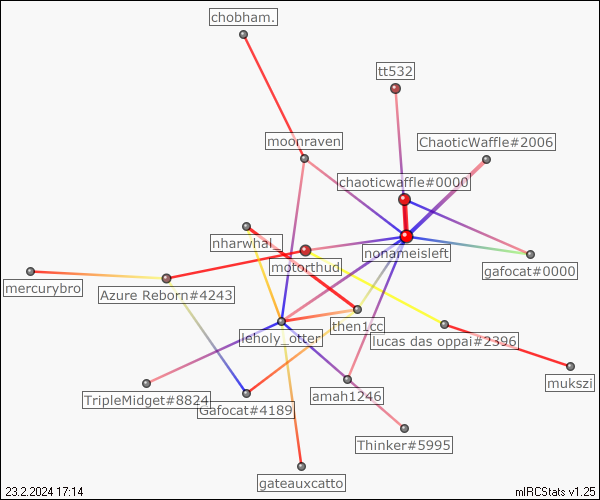 chobham.
tt532
moonraven
ChaoticWaffle#2006
chaoticwaffle#0000
nharwhal_
nonameisleft
motorthud
gafocat#0000
mercurybro
Azure Reborn#4243
then1cc
leholy_otter
lucas das oppai#2396
mukszi
TripleMidget#8824
amah1246
Gafocat#4189
Thinker#5995
gateauxcatto
23.2.2024 17:14
mIRCStats v1.25